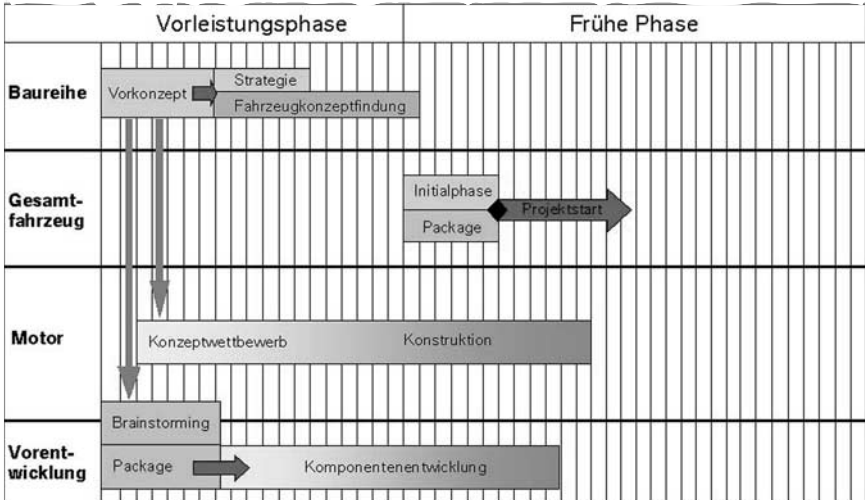 Vorleistungsphase
Frühe Phase
Baureihe
Vorkonzept
Strategie
Fahrzeugkonzeptfindung
Gesamt-
fahrzeug
Initialphase
Package
Projektstart
Motor
Konzeptwettbewerb
Konstruktion
Brainstorming
Vorent-
wicklung
Package
Komponentenentwicklung